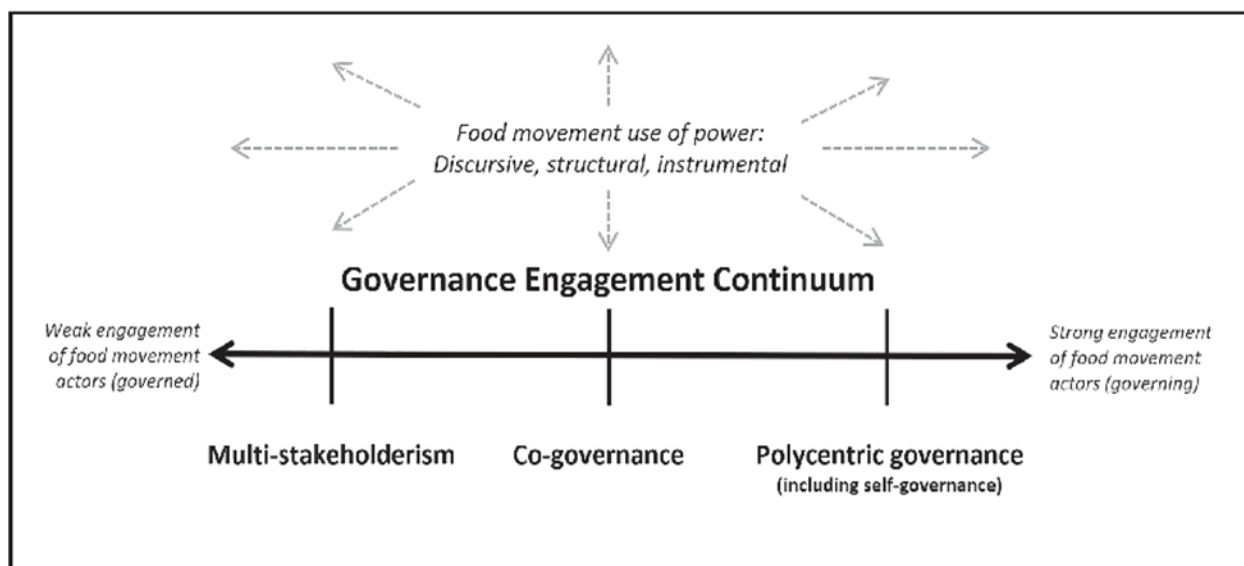 Food movement use of power:
Discursive, structural, instrumental
Governance Engagement Continuum
Weak engagement
of food movement
actors (governed)
Strong engagement
of food movement
actors (governing)
Multi-stakeholderism
Co-governance
Polycentric governance
(including self-governance)